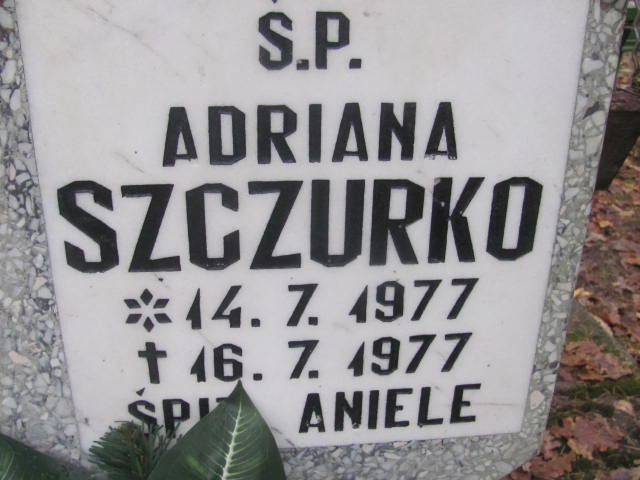 Ś.P.
ADRIANA
SZCZURKO
* 14. 7. 1977
† 16. 7. 1977
ANIELE